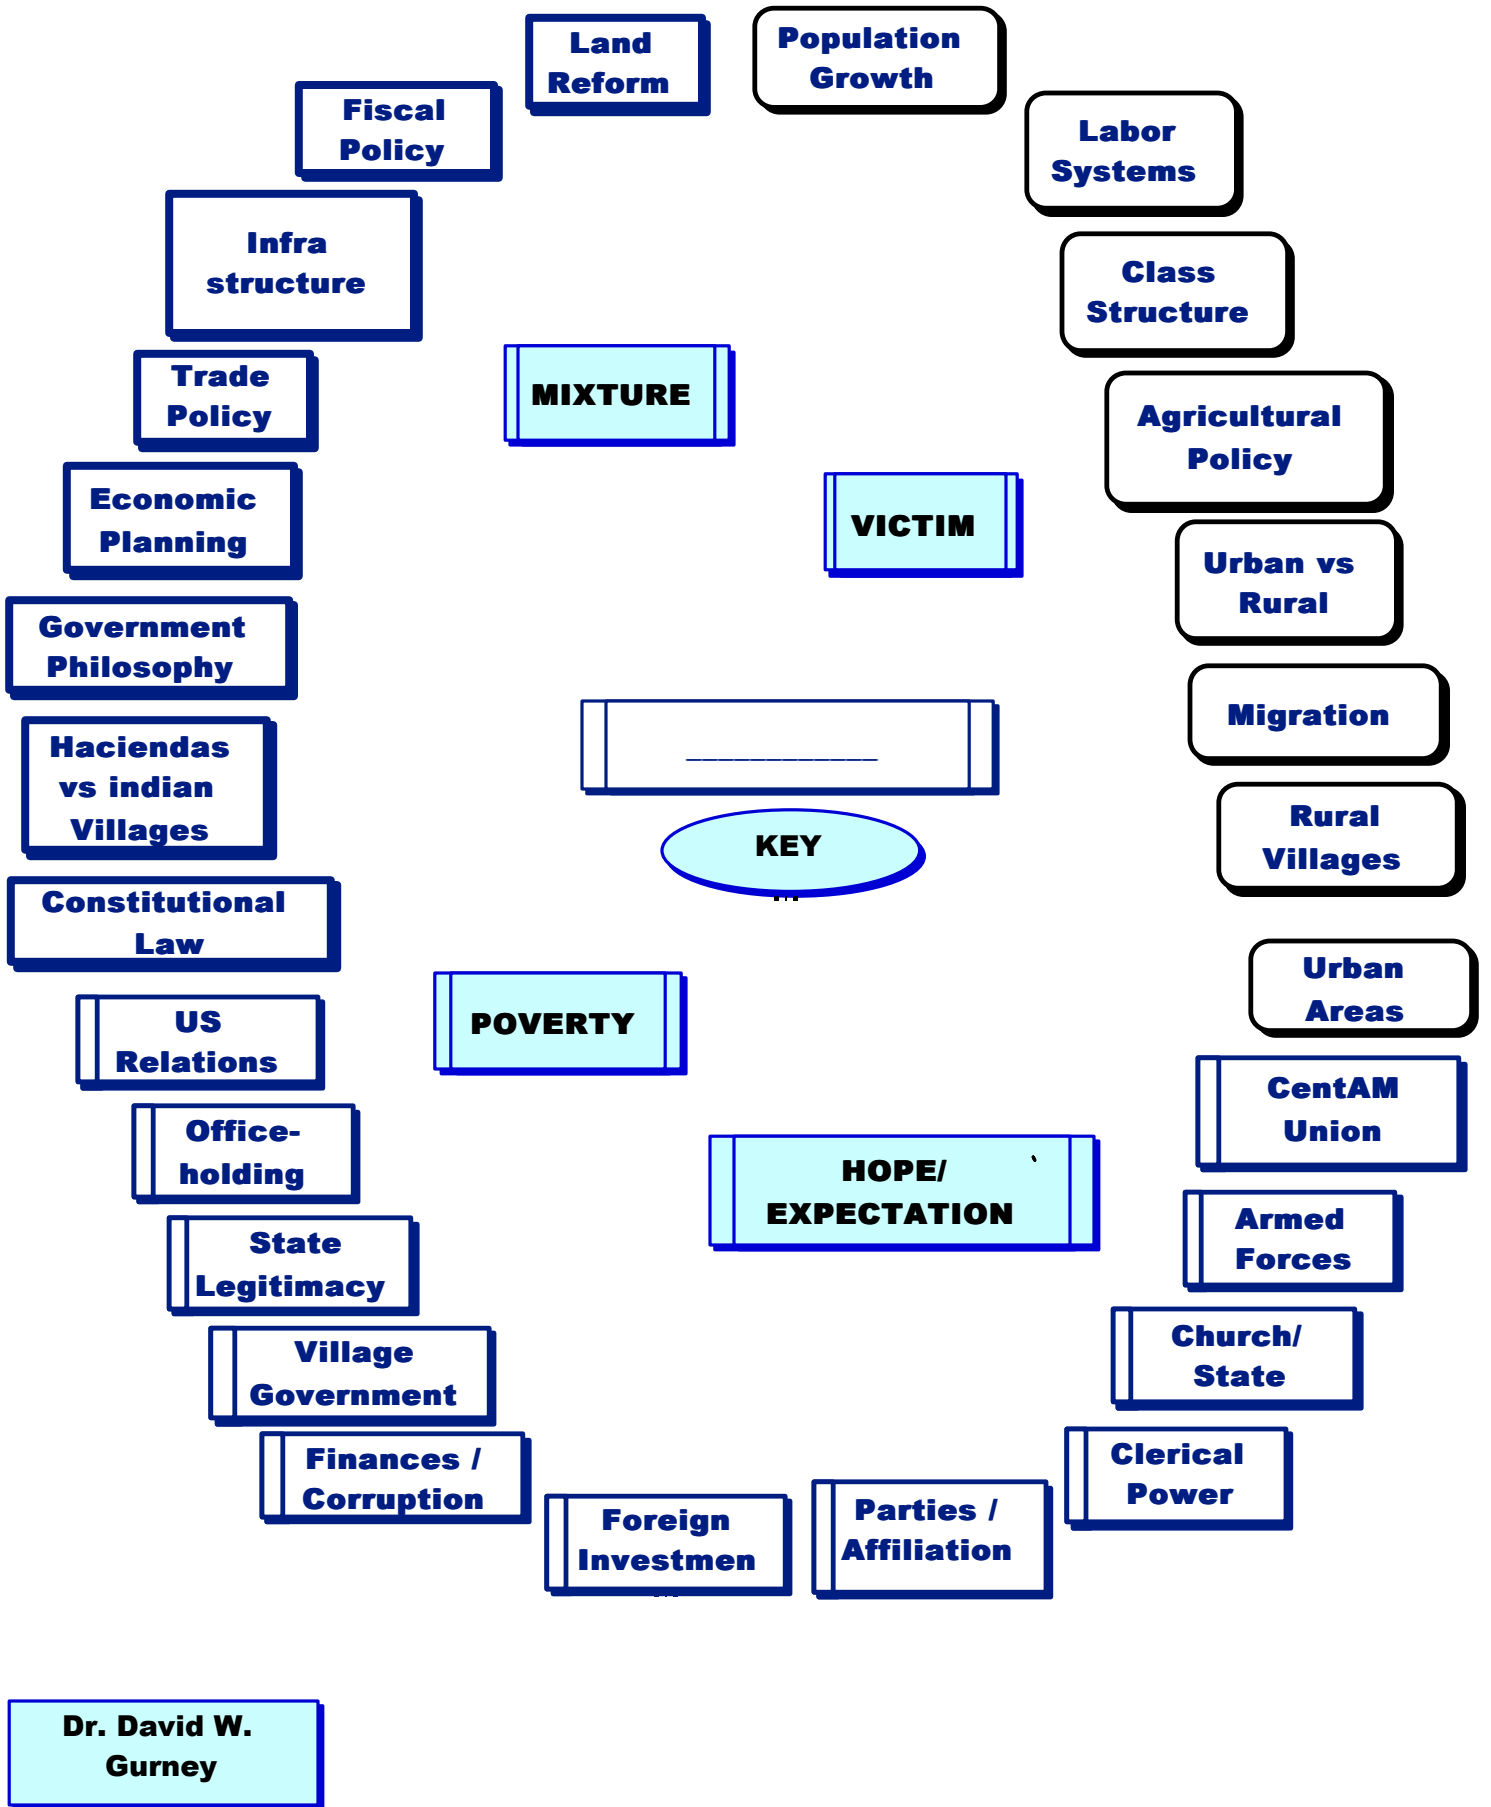 Land
Reform
Population
Growth
Fiscal
Policy
Labor
Systems
Infra
structure
Class
Structure
Trade
Policy
MIXTURE
Agricultural
Policy
Economic
Planning
VICTIM
Urban vs
Rural
Government
Philosophy
Migration
Haciendas
vs indian
Villages
____________
KEY
Rural
Villages
Constitutional
Law
Urban
Areas
US
Relations
POVERTY
CentAM
Union
Office-
holding
HOPE/
EXPECTATION
Armed
Forces
State
Legitimacy
Church/
State
Village
Government
Clerical
Power
Finances /
Corruption
Foreign
Investmen
Parties /
Affiliation
Dr. David W.
Gurney